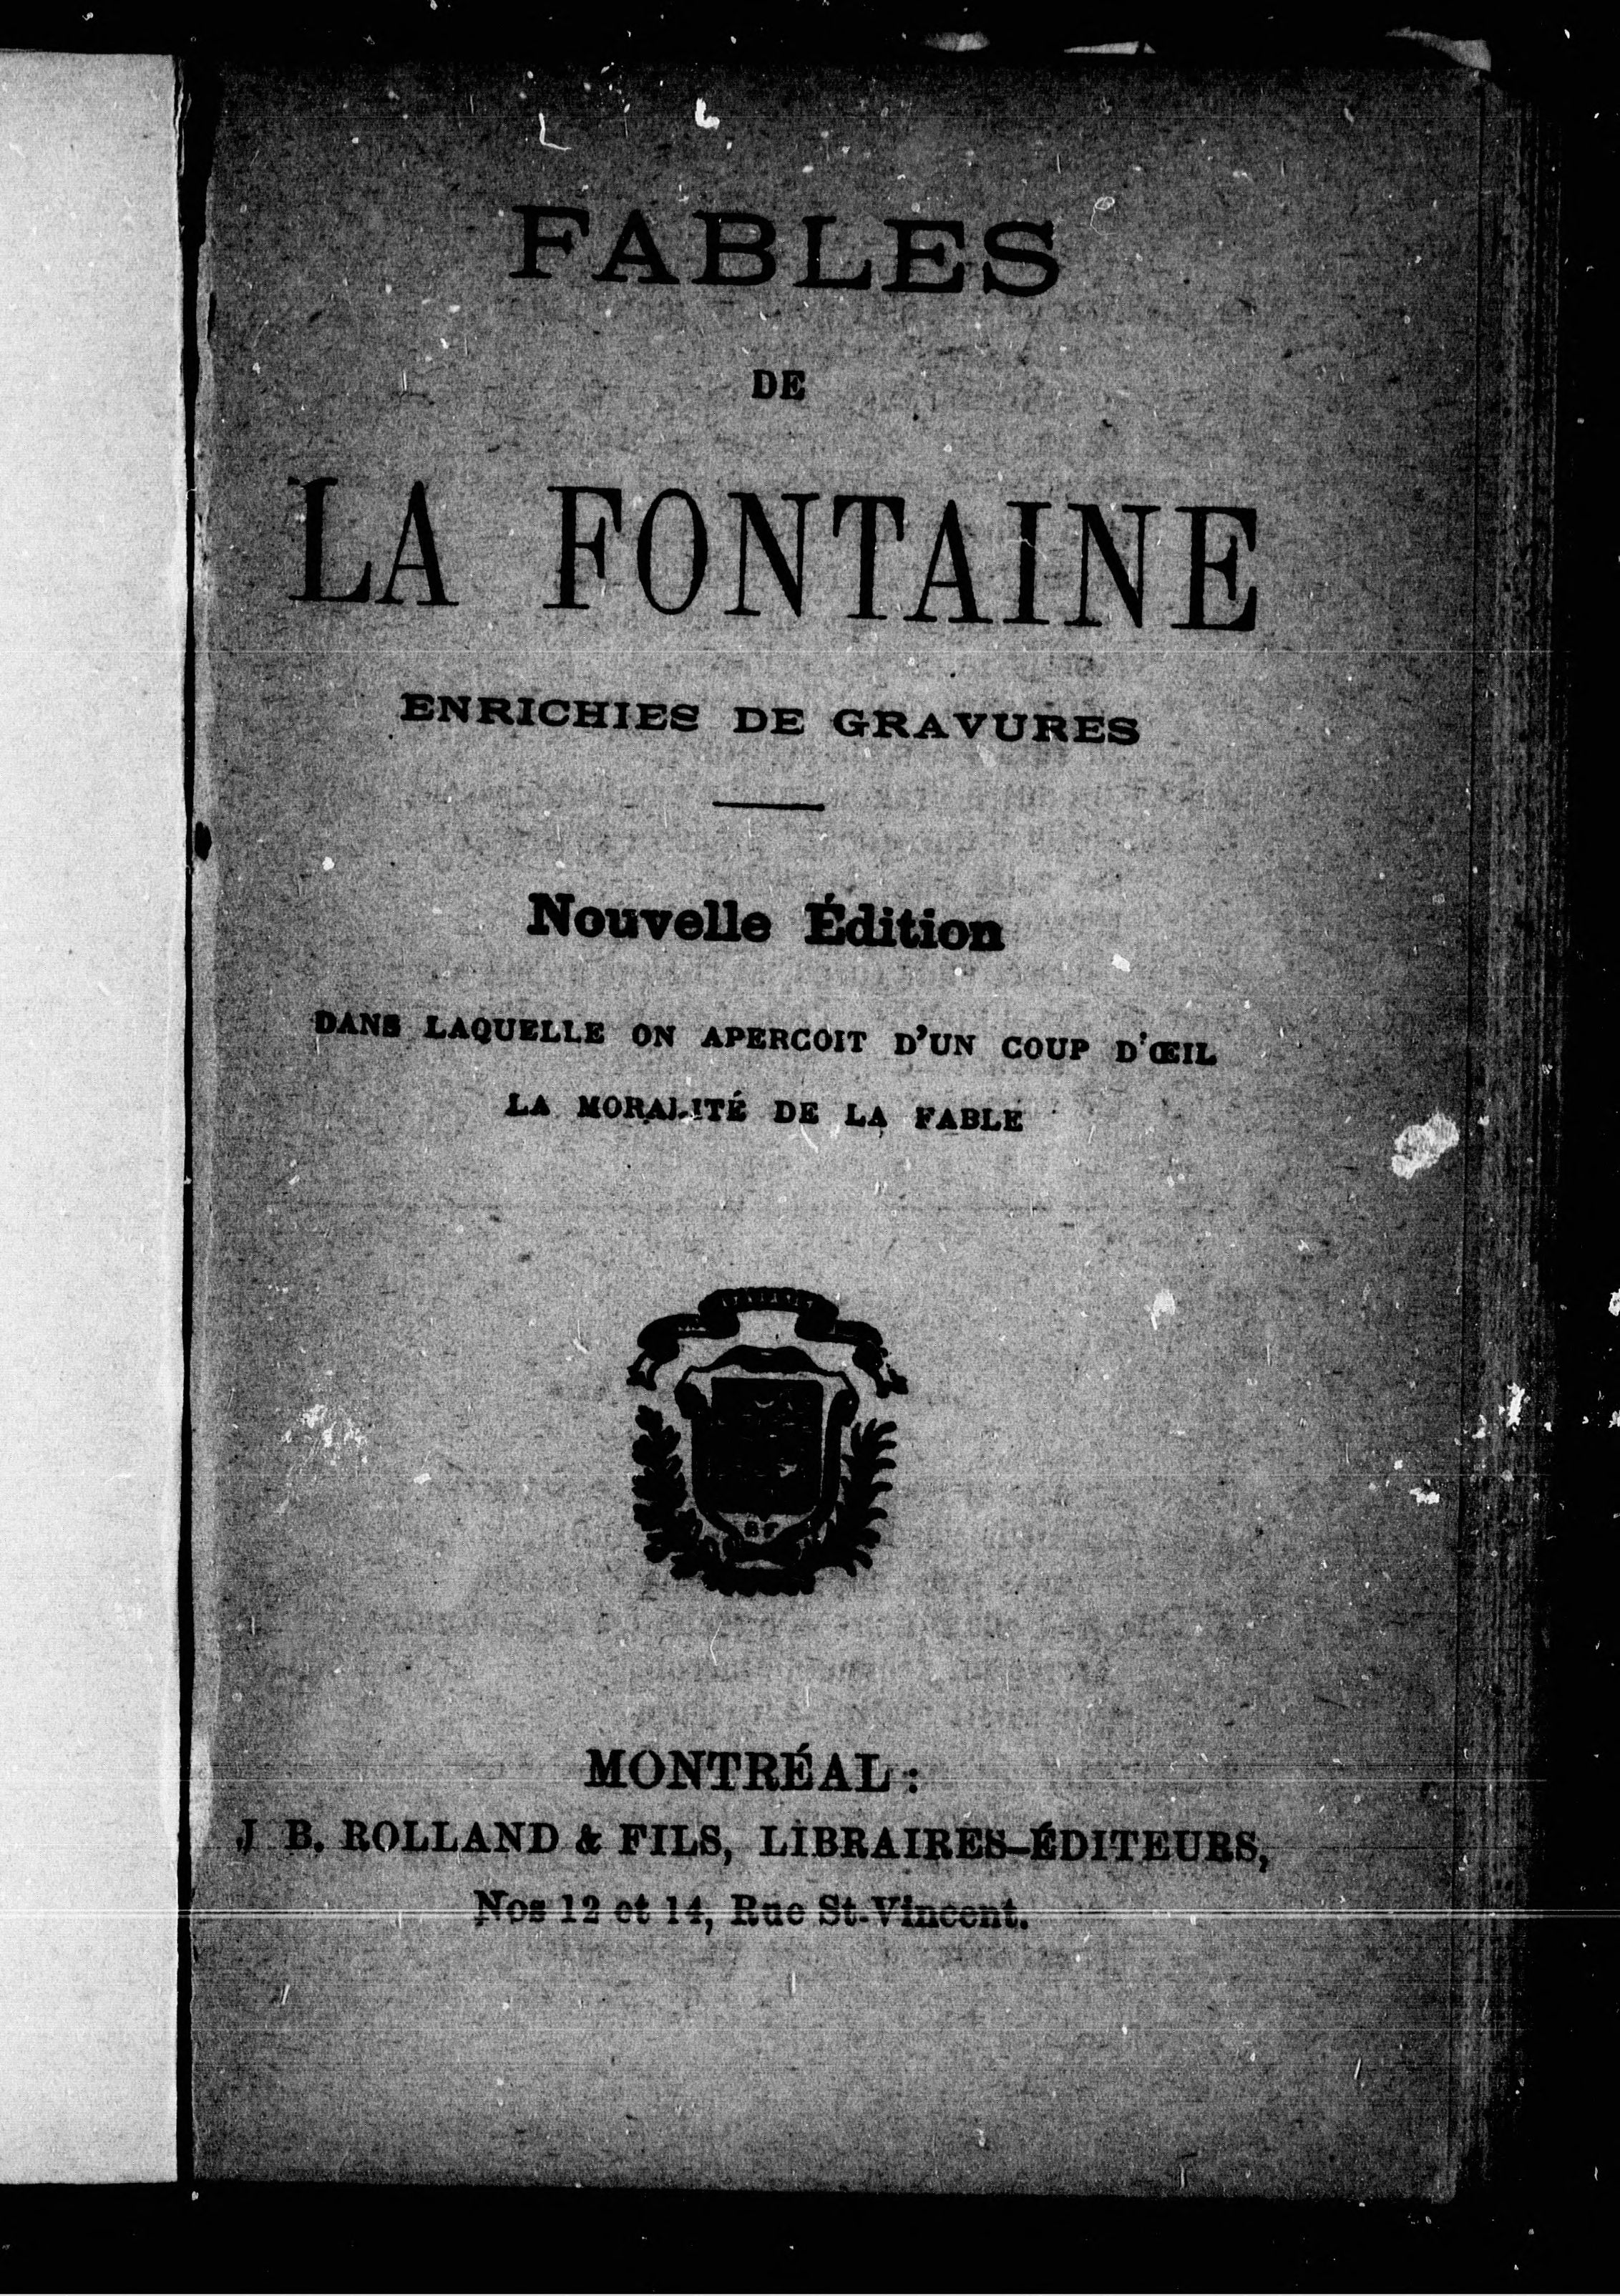 FABLES
DE
LA FONTAINE
ENRICHIES DE GRAVURES
Nouvelle Édition
DANS LAQUELLE ON APERCOIT D'UN COUP D'ŒIL
LA MORALITÉ DE LA FABLE
MONTRÉAL:
J B. ROLLAND & FILS, LIBRAIRES-ÉDITEURS,
Nos 12 et 14, Rue St-Vincent.